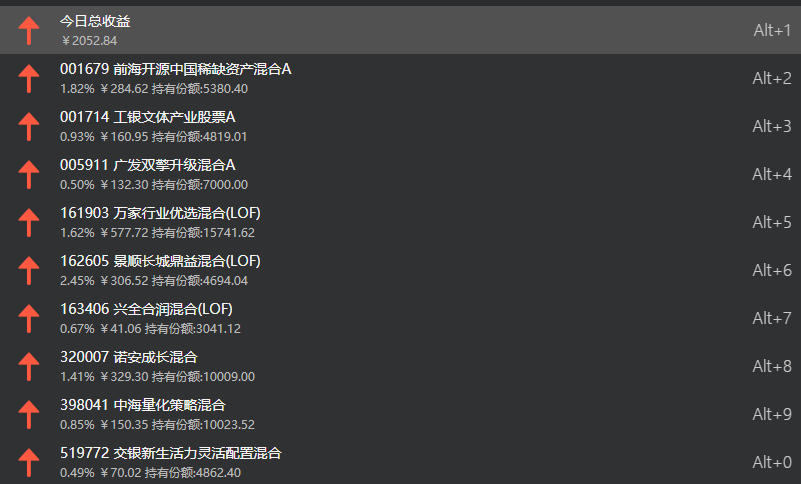 今日总收益
￥2052.84
Alt+1
001679 前海开源中国稀缺资产混合A
1.82% ￥284.62 持有份额:5380.40
Alt+2
001714 工银文体产业股票A
0.93% ￥160.95 持有份额:4819.01
Alt+3
005911 广发双擎升级混合A
0.50% ￥132.30 持有份额:7000.00
Alt+4
161903 万家行业优选混合(LOF)
1.62% ￥577.72 持有份额:15741.62
Alt+5
162605 景顺长城鼎益混合(LOF)
2.45% ￥306.52 持有份额:4694.04
Alt+6
163406 兴全合润混合(LOF)
0.67% ￥41.06 持有份额:3041.12
Alt+7
320007 诺安成长混合
1.41% ￥329.30 持有份额:10009.00
Alt+8
398041 中海量化策略混合
0.85% ￥150.35 持有份额:10023.52
Alt+9
519772 交银新生活力灵活配置混合
0.49% ￥70.02 持有份额:4862.40
Alt+0